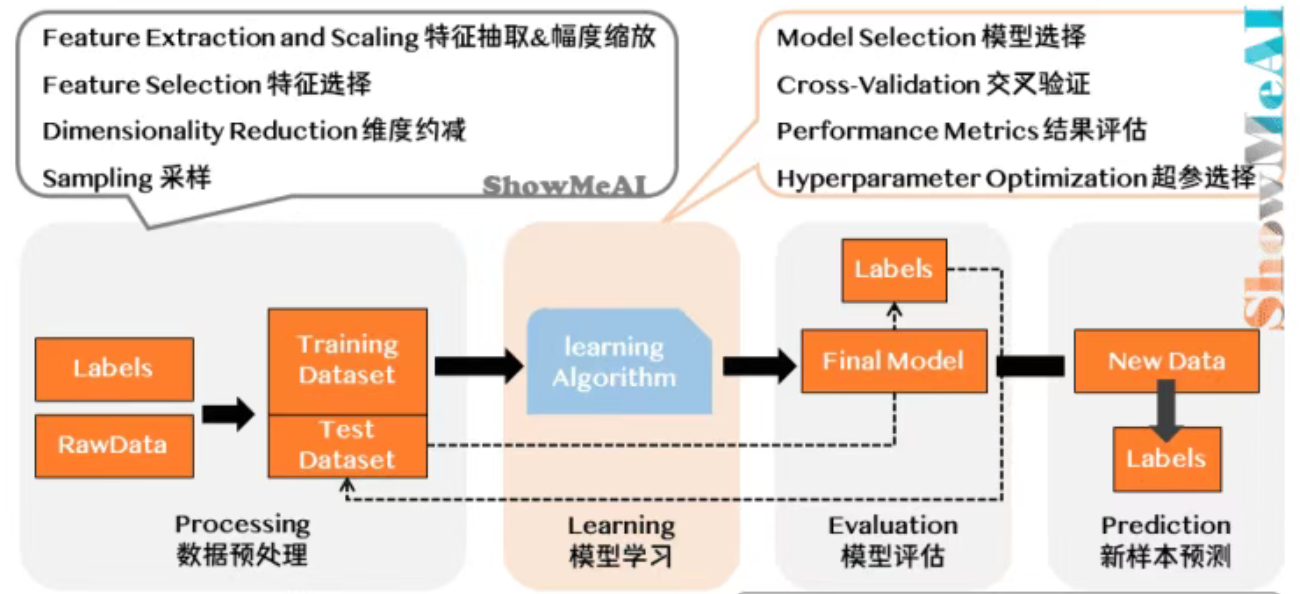 Feature Extraction and Scaling 特征抽取&幅度缩放
Feature Selection 特征选择
Dimensionality Reduction 维度约减
Sampling 采样
ShowMeAI
Model Selection 模型选择
Cross-Validation 交叉验证
Performance Metrics 结果评估
Hyperparameter Optimization 超参选择
ShowMeAI
Labels
RawData
Training
Dataset
Test
Dataset
Processing
数据预处理
learning
Algorithm
Learning
模型学习
Labels
Final Model
Evaluation
模型评估
New Data
Labels
Prediction
新样本预测